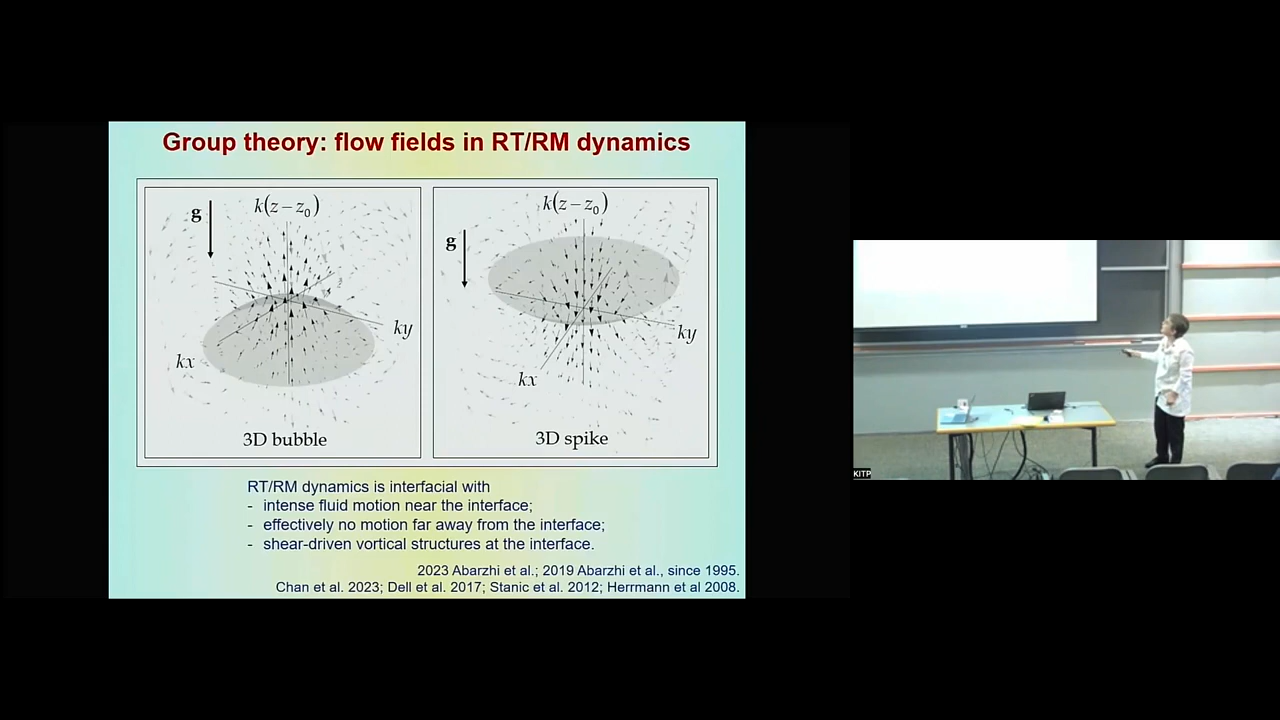 Group theory: flow fields in RT/RM dynamics
g
k(z – z₀)
ky
kx
3D bubble
k(z – z₀)
g
ky
kx
3D spike
RT/RM dynamics is interfacial with
- intense fluid motion near the interface;
- effectively no motion far away from the interface;
- shear-driven vortical structures at the interface.
2023 Abarzhi et al.; 2019 Abarzhi et al., since 1995.
Chan et al. 2023; Dell et al. 2017; Stanic et al. 2012; Herrmann et al 2008.
KITP